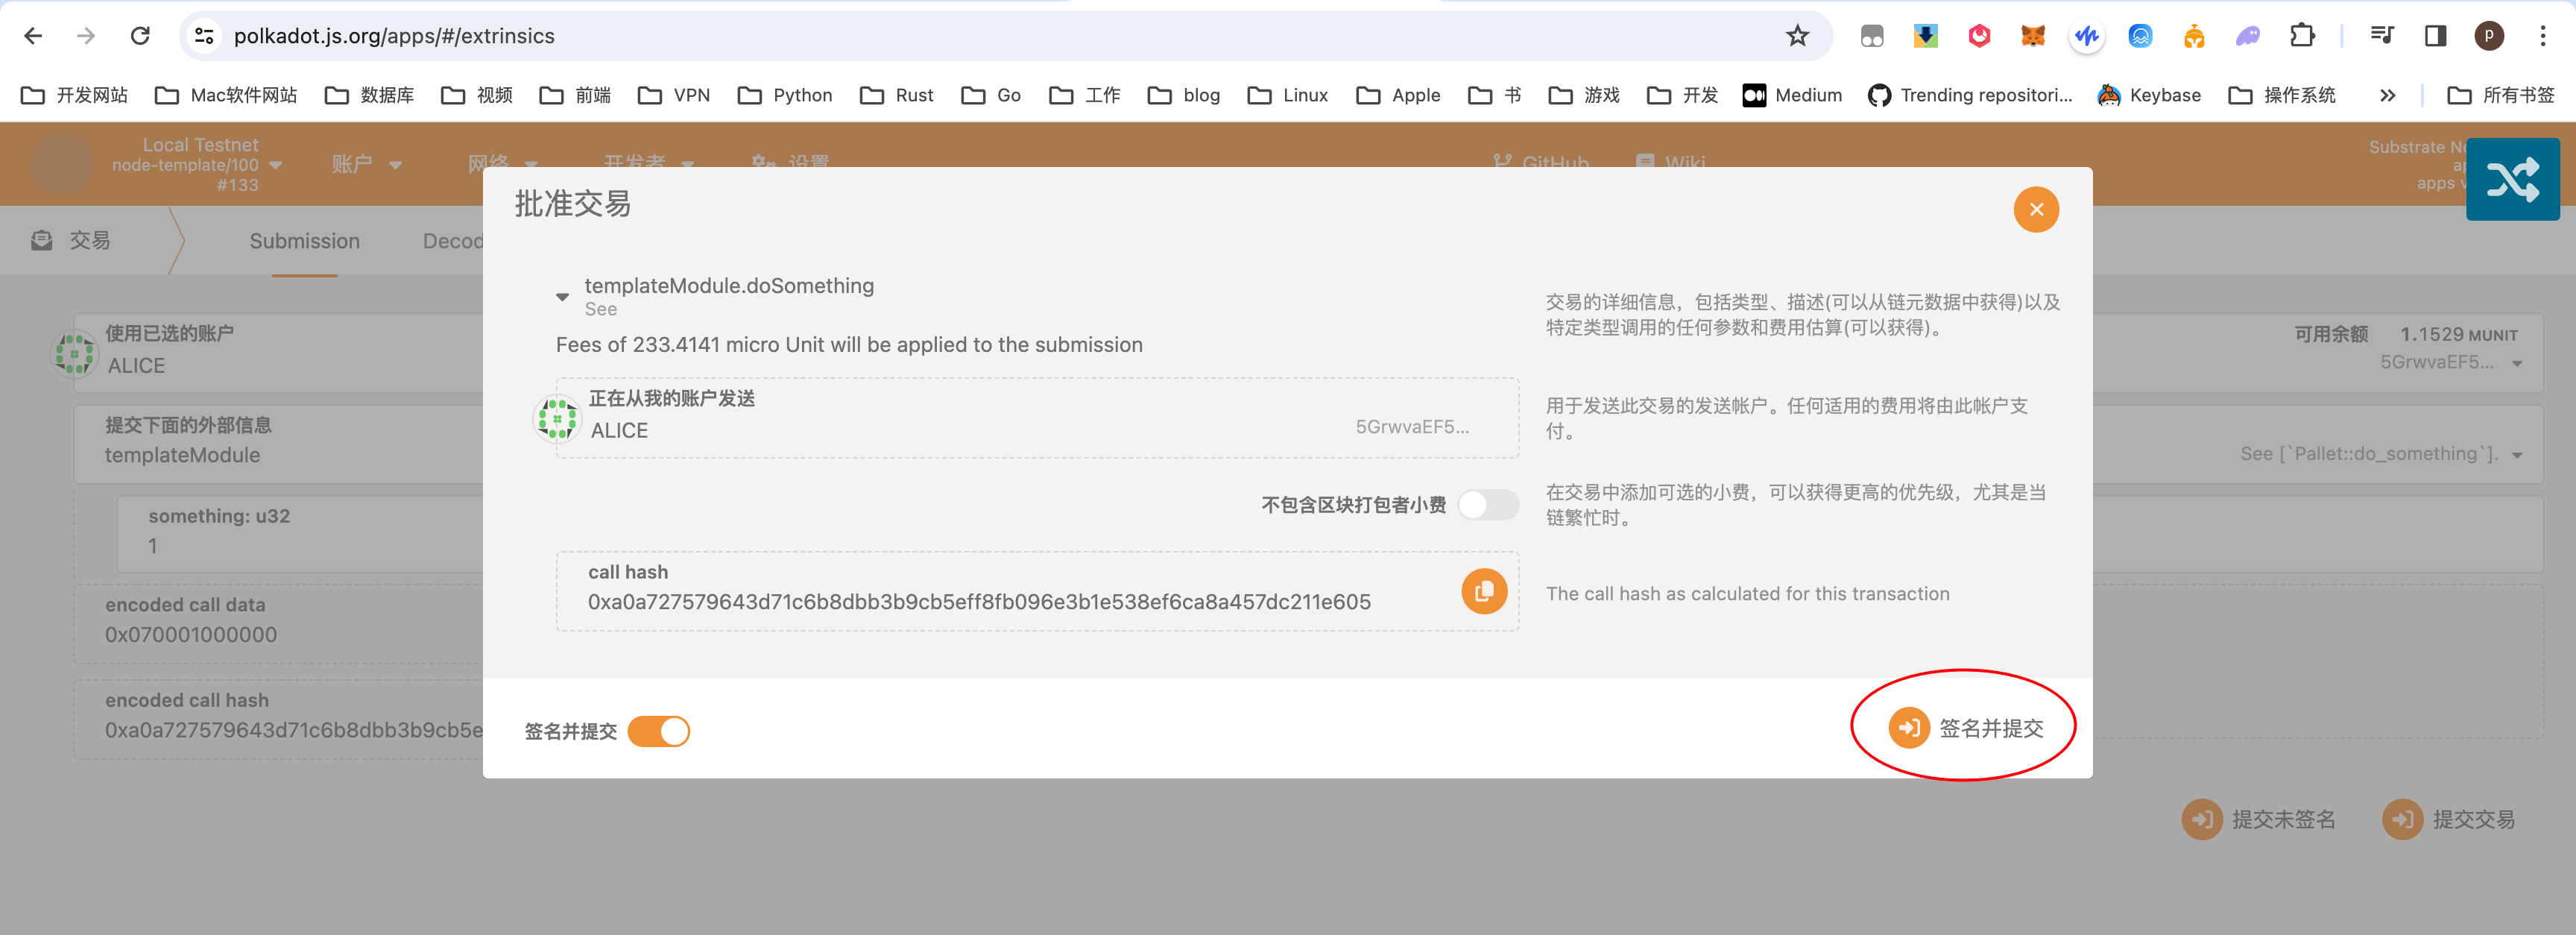 polkadot.js.org/apps/#/extrinsics
p
开发网站 Mac软件网站 数据库 视频 前端 VPN Python Rust Go 工作 blog Linux Apple 书 游戏 开发 Medium Trending repositori... Keybase 操作系统 » 所有书签
Local Testnet
node-template/100
#133
账户 网络 开发者 设置 GitHub Wiki
Substrate No
ap
apps v
交易 Submission Decod
使用已选的账户
ALICE
可用余额 1.1529 MUNIT
5GrwvaEF5...
提交下面的外部信息
templateModule
See [`Pallet::do_something`].
something: u32
1
encoded call data
0x070001000000
encoded call hash
0xa0a727579643d71c6b8dbb3b9cb5e
批准交易
templateModule.doSomething
See
Fees of 233.4141 micro Unit will be applied to the submission
交易的详细信息，包括类型、描述(可以从链元数据中获得)以及
特定类型调用的任何参数和费用估算(可以获得)。
正在从我的账户发送
ALICE
5GrwvaEF5...
用于发送此交易的发送帐户。任何适用的费用将由此帐户支
付。
不包含区块打包者小费
在交易中添加可选的小费，可以获得更高的优先级，尤其是当
链繁忙时。
call hash
0xa0a727579643d71c6b8dbb3b9cb5eff8fb096e3b1e538ef6ca8a457dc211e605
The call hash as calculated for this transaction
签名并提交
签名并提交
提交未签名 提交交易